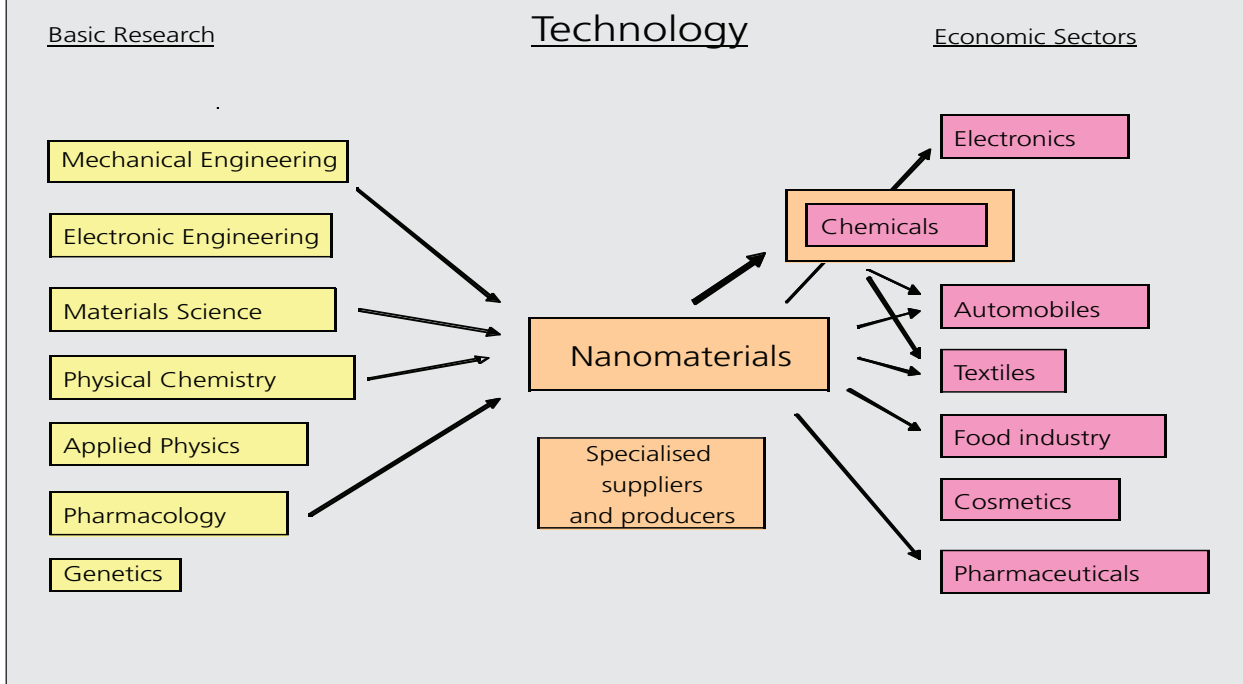 Basic Research
Technology
Economic Sectors
Mechanical Engineering
Electronic Engineering
Materials Science
Physical Chemistry
Applied Physics
Pharmacology
Genetics
Nanomaterials
Specialised
suppliers
and producers
Chemicals
Electronics
Automobiles
Textiles
Food industry
Cosmetics
Pharmaceuticals